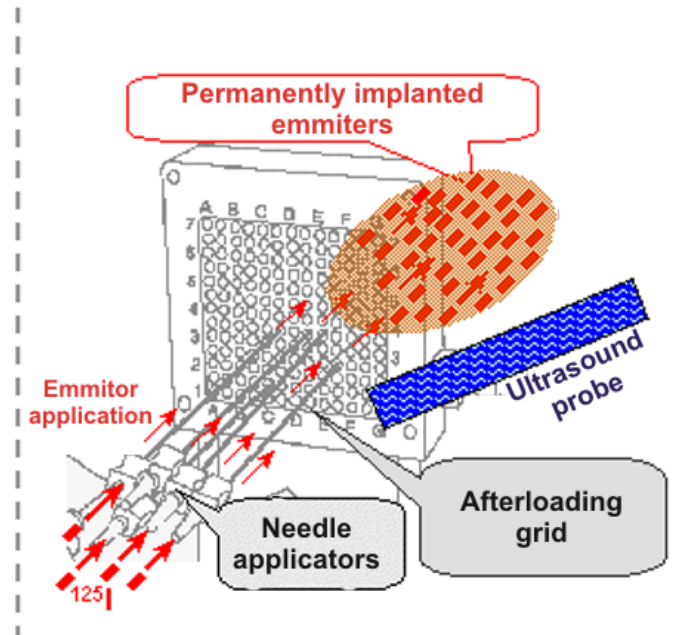 Permanently implanted
emmiters
A B C D E F
7
6
5
4
3
2
1
3
A C D E F G
Emmitor
application
Ultrasound
probe
Afterloading
grid
Needle
applicators
125I